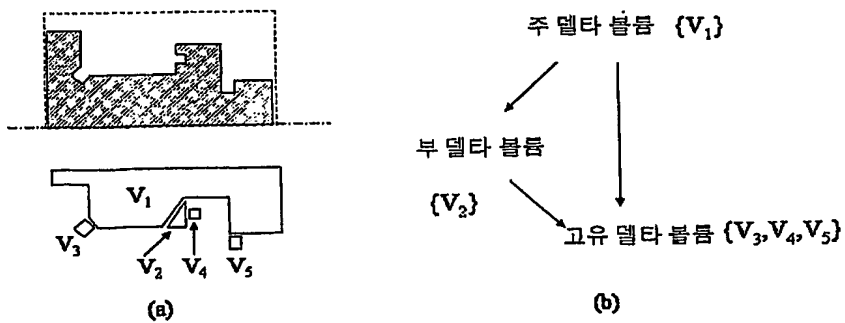 V₁
V₃
V₂
V₄
V₅
(a)
주 델타 볼륨 {V₁}
부 델타 볼륨
{V₂}
고유 델타 볼륨 {V₃,V₄,V₅}
(b)